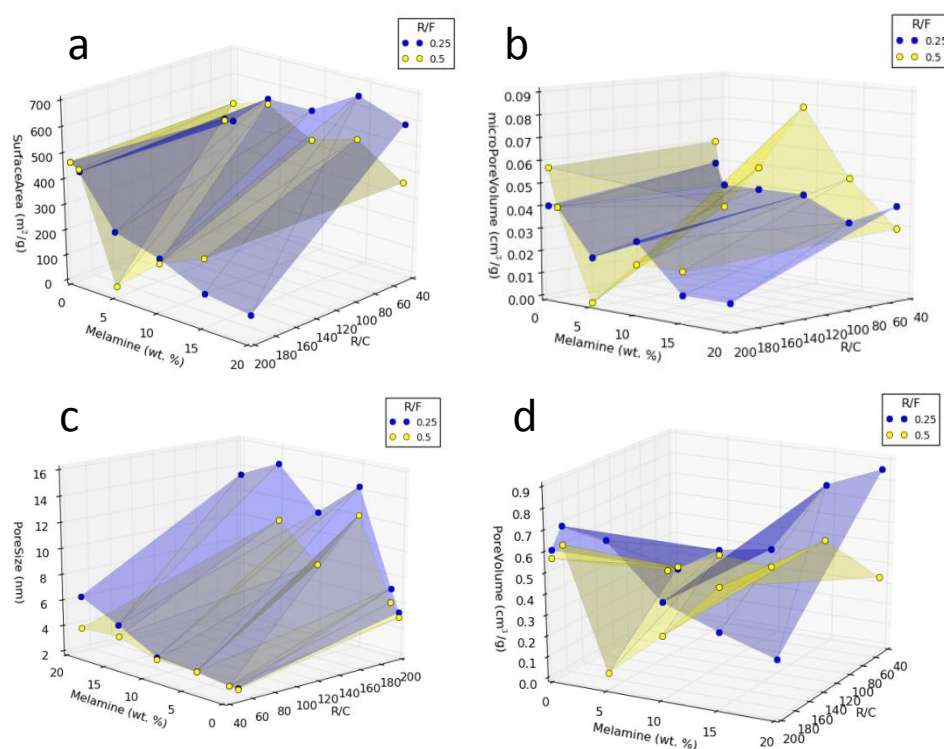 a
R/F
0.25
0.5
700
600
500
400
300
200
100
0
SurfaceArea (m²/g)
0
5
10
15
20
Melamine (wt. %)
200 180 160 140 120 100 80 60 40
R/C
b
R/F
0.25
0.5
0.09
0.08
0.06
0.05
0.04
0.03
0.02
0.01
0.00
microPoreVolume (cm³/g)
0
5
10
15
20
Melamine (wt. %)
200 180 160 140 120 100 80 60 40
R/C
c
R/F
0.25
0.5
16
14
12
10
8
6
4
2
PoreSize (nm)
20
15
10
5
0
Melamine (wt. %)
40 60 80 100 120 140 160 180 200
R/C
d
R/F
0.25
0.5
0.9
0.8
0.7
0.6
0.5
0.4
0.3
0.2
0.1
0.0
PoreVolume (cm³/g)
0
5
10
15
20
Melamine (wt. %)
200 180 160 140 120 100 80 60 40
R/C